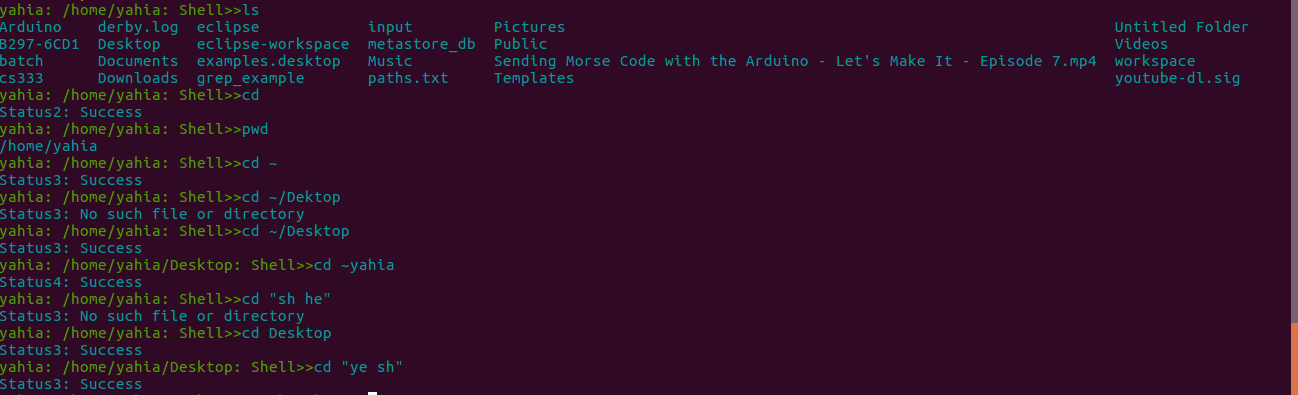 yahia: /home/yahia: Shell>>ls
Arduino    derby.log  eclipse            input         Pictures                                                                   Untitled Folder
B297-6CD1  Desktop    eclipse-workspace  metastore_db  Public                                                                     Videos
batch      Documents  examples.desktop   Music         Sending Morse Code with the Arduino - Let's Make It - Episode 7.mp4  workspace
cs333      Downloads  grep_example       paths.txt     Templates                                                                  youtube-dl.sig
yahia: /home/yahia: Shell>>cd
Status2: Success
yahia: /home/yahia: Shell>>pwd
/home/yahia
yahia: /home/yahia: Shell>>cd ~
Status3: Success
yahia: /home/yahia: Shell>>cd ~/Dektop
Status3: No such file or directory
yahia: /home/yahia: Shell>>cd ~/Desktop
Status3: Success
yahia: /home/yahia/Desktop: Shell>>cd ~yahia
Status4: Success
yahia: /home/yahia: Shell>>cd "sh he"
Status3: No such file or directory
yahia: /home/yahia: Shell>>cd Desktop
Status3: Success
yahia: /home/yahia/Desktop: Shell>>cd "ye sh"
Status3: Success